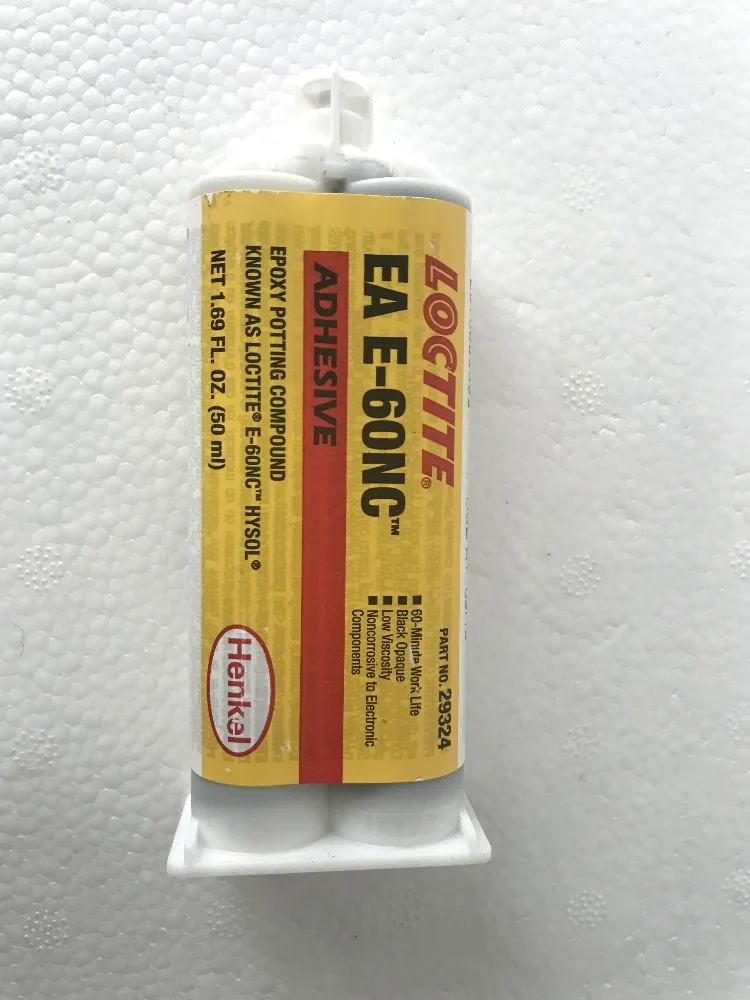 LOCTITE®
PART NO. 29324
EA E-60NC™
■ 60-Minute Work Life
■ Black Opaque
■ Low Viscosity
■ Noncorrosive to Electronic
Components
ADHESIVE
EPOXY POTTING COMPOUND
KNOWN AS LOCTITE® E-60NC™ HYSOL®
NET 1.69 FL. OZ. (50 ml)
Henkel